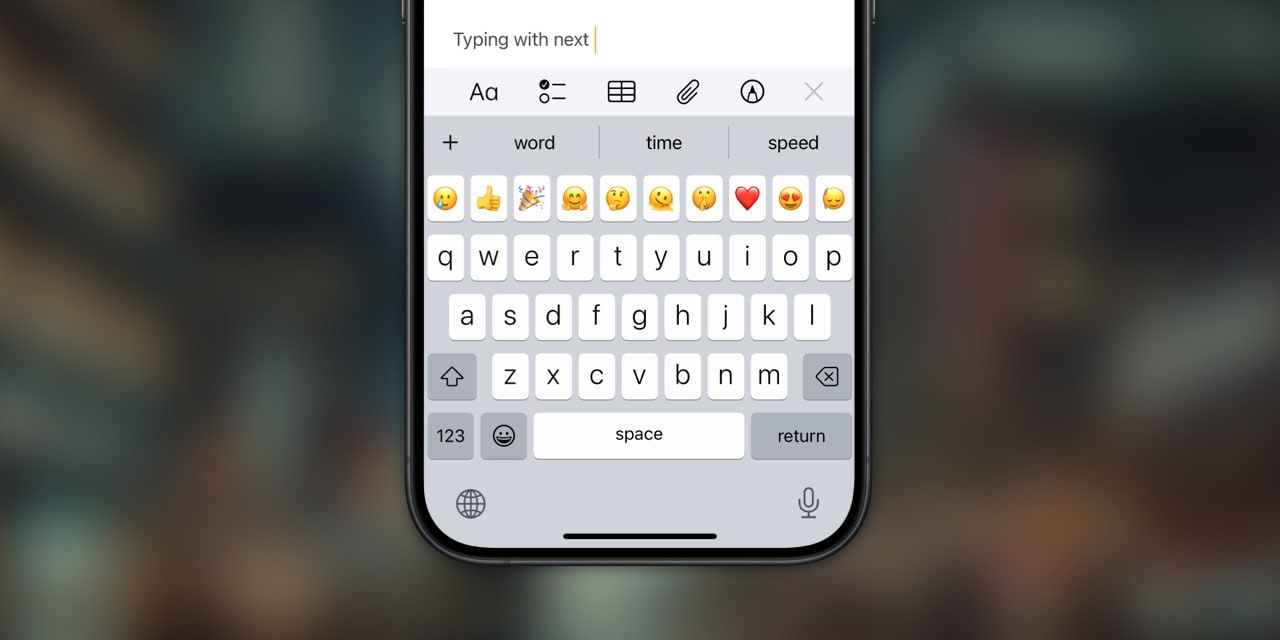 Typing with next
Aa
+ word time speed
q w e r t y u i o p
a s d f g h j k l
z x c v b n m
123 space return